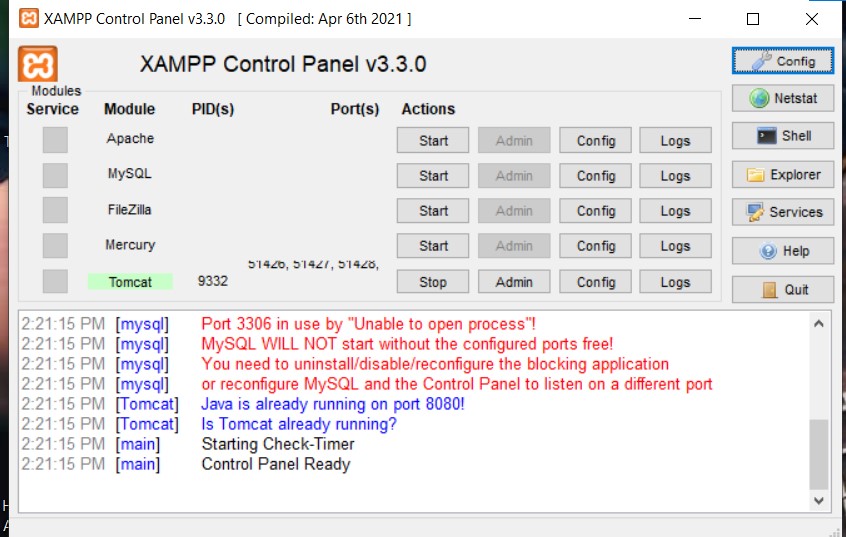 XAMPP Control Panel v3.3.0 [ Compiled: Apr 6th 2021 ]
XAMPP Control Panel v3.3.0
Config
Modules
Service Module PID(s) Port(s) Actions
Netstat
Apache Start Admin Config Logs
Shell
MySQL Start Admin Config Logs
Explorer
FileZilla Start Admin Config Logs
Services
Mercury Start Admin Config Logs
Help
51426, 51427, 51428,
Tomcat 9332 Stop Admin Config Logs
Quit
2:21:15 PM [mysql] Port 3306 in use by "Unable to open process"!
2:21:15 PM [mysql] MySQL WILL NOT start without the configured ports free!
2:21:15 PM [mysql] You need to uninstall/disable/reconfigure the blocking application
2:21:15 PM [mysql] or reconfigure MySQL and the Control Panel to listen on a different port
2:21:15 PM [Tomcat] Java is already running on port 8080!
2:21:15 PM [Tomcat] Is Tomcat already running?
2:21:15 PM [main] Starting Check-Timer
2:21:15 PM [main] Control Panel Ready